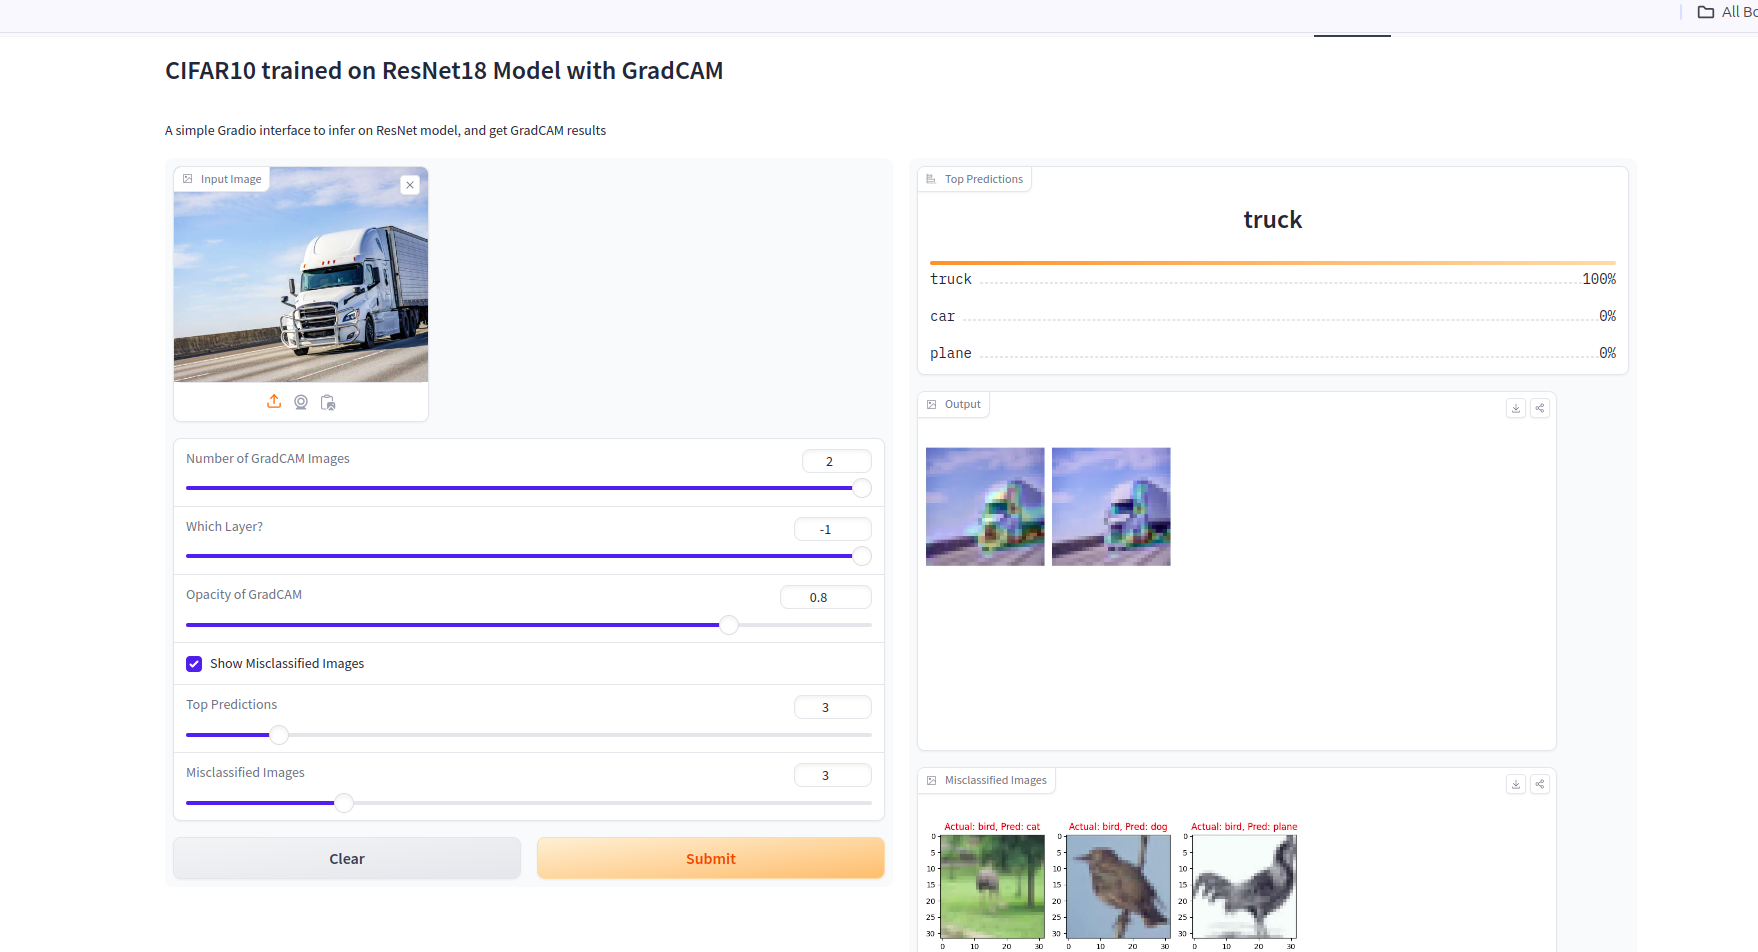 All Bo
CIFAR10 trained on ResNet18 Model with GradCAM
A simple Gradio interface to infer on ResNet model, and get GradCAM results
Input Image
Number of GradCAM Images
2
Which Layer?
-1
Opacity of GradCAM
0.8
Show Misclassified Images
Top Predictions
3
Misclassified Images
3
Clear
Submit
Top Predictions
truck
truck 100%
car 0%
plane 0%
Output
Misclassified Images
Actual: bird, Pred: cat
0
5
10
15
20
25
30
0 10 20 30
Actual: bird, Pred: dog
0
5
10
15
20
25
30
0 10 20 30
Actual: bird, Pred: plane
0
5
10
15
20
25
30
0 10 20 30